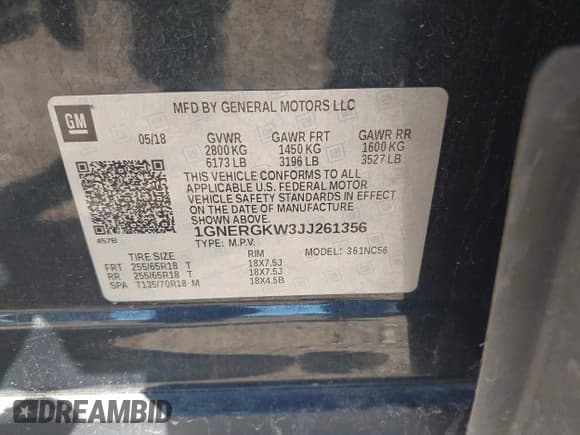 GM
MFD BY GENERAL MOTORS LLC
05/18 GVWR GAWR FRT GAWR RR
2800 KG 1450 KG 1600 KG
6173 LB 3196 LB 3527 LB
THIS VEHICLE CONFORMS TO ALL
APPLICABLE U.S. FEDERAL MOTOR
VEHICLE SAFETY STANDARDS IN EFFECT
ON THE DATE OF MANUFACTURE
SHOWN ABOVE.
457B
1GNERGKW3JJ261356
TYPE: M.P.V. MODEL: 361NC56
TIRE SIZE RIM
FRT 255/65R18 T 18X7.5J
RR 255/65R18 T 18X7.5J
SPA T135/70R18 M 18X4.5B
DREAMBID